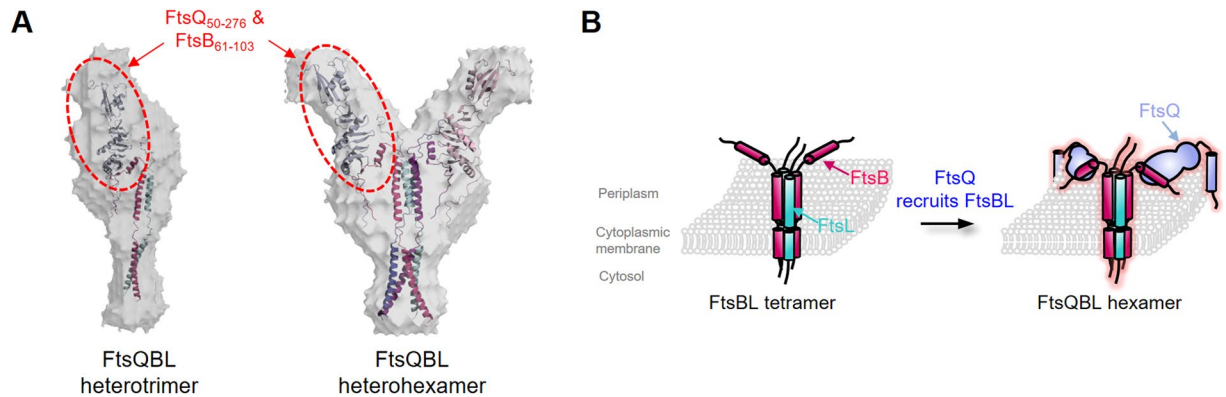 A
FtsQ50-276 &
FtsB61-103
FtsQBL
heterotrimer
FtsQBL
heterohexamer
B
Periplasm
Cytoplasmic
membrane
Cytosol
FtsB
FtsL
FtsBL tetramer
FtsQ
recruits FtsBL
FtsQ
FtsQBL hexamer